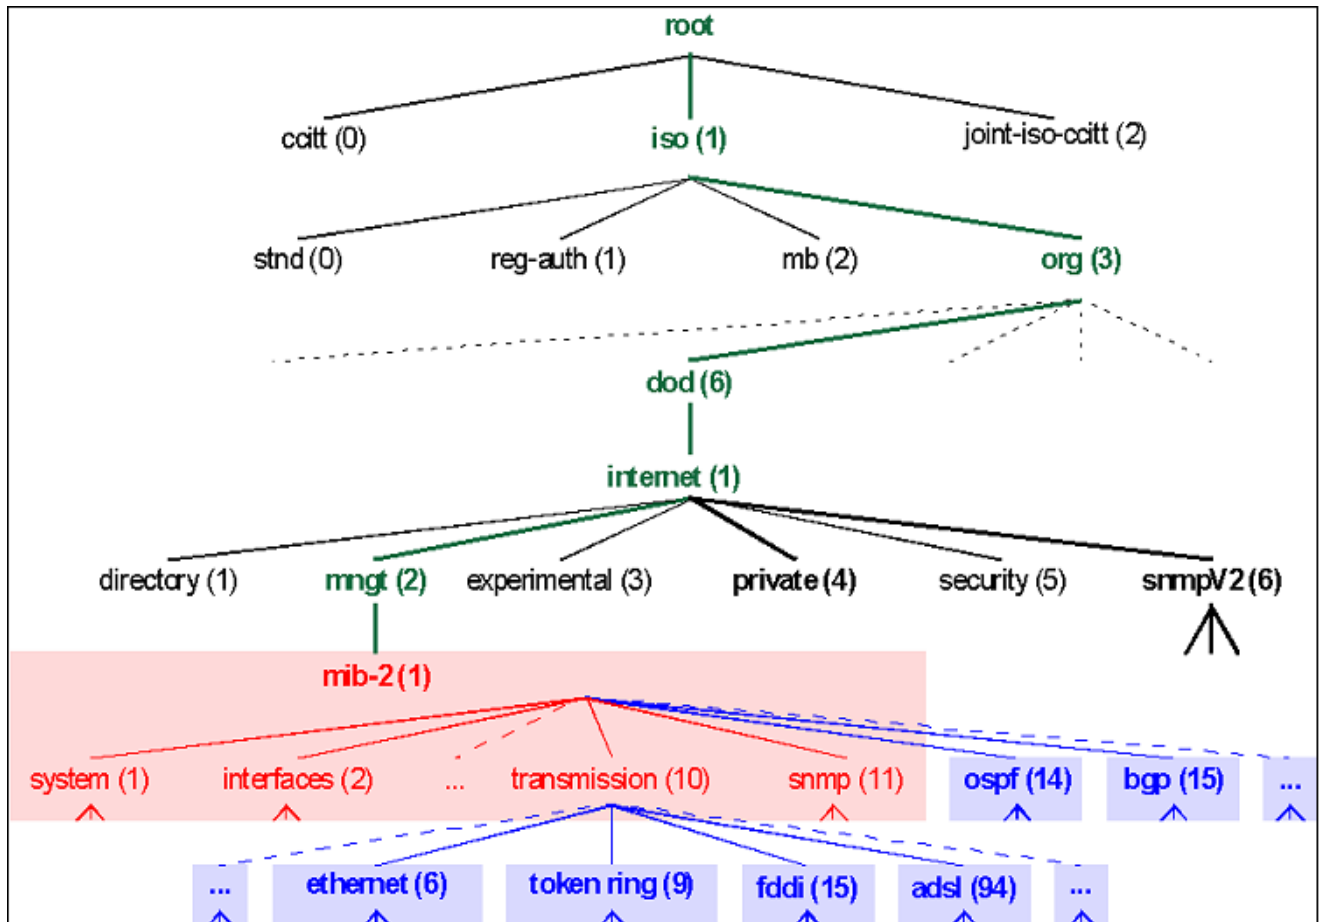 root
ccitt (0) iso (1) joint-iso-ccitt (2)
stnd (0) reg-auth (1) mb (2) org (3)
dod (6)
internet (1)
directory (1) mngt (2) experimental (3) private (4) security (5) snmpV2 (6)
mib-2 (1)
system (1) interfaces (2) ... transmission (10) snmp (11) ospf (14) bgp (15) ...
... ethernet (6) token ring (9) fddi (15) adsl (94) ...